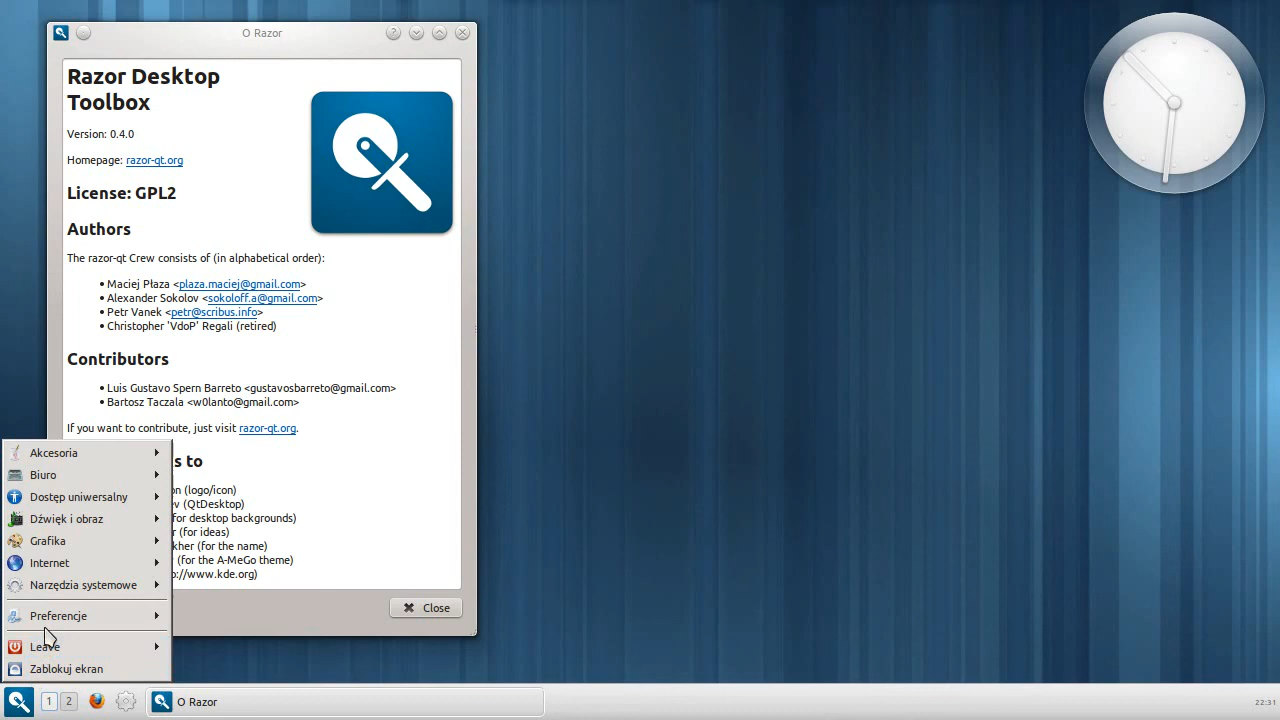 O Razor
Razor Desktop
Toolbox
Version: 0.4.0
Homepage: razor-qt.org
License: GPL2
Authors
The razor-qt Crew consists of (in alphabetical order):
• Maciej Płaza <plaza.maciej@gmail.com>
• Alexander Sokolov <sokoloff.a@gmail.com>
• Petr Vanek <petr@scribus.info>
• Christopher 'VdoP' Regali (retired)
Contributors
• Luis Gustavo Spern Barreto <gustavosbarreto@gmail.com>
• Bartosz Taczala <w0lanto@gmail.com>
If you want to contribute, just visit razor-qt.org.
s to
on (logo/icon)
ev (QtDesktop)
for desktop backgrounds)
r (for ideas)
kher (for the name)
(for the A-MeGo theme)
p://www.kde.org)
Close
Akcesoria
Biuro
Dostęp uniwersalny
Dźwięk i obraz
Grafika
Internet
Narzędzia systemowe
Preferencje
Leave
Zablokuj ekran
1 2 O Razor 22:31